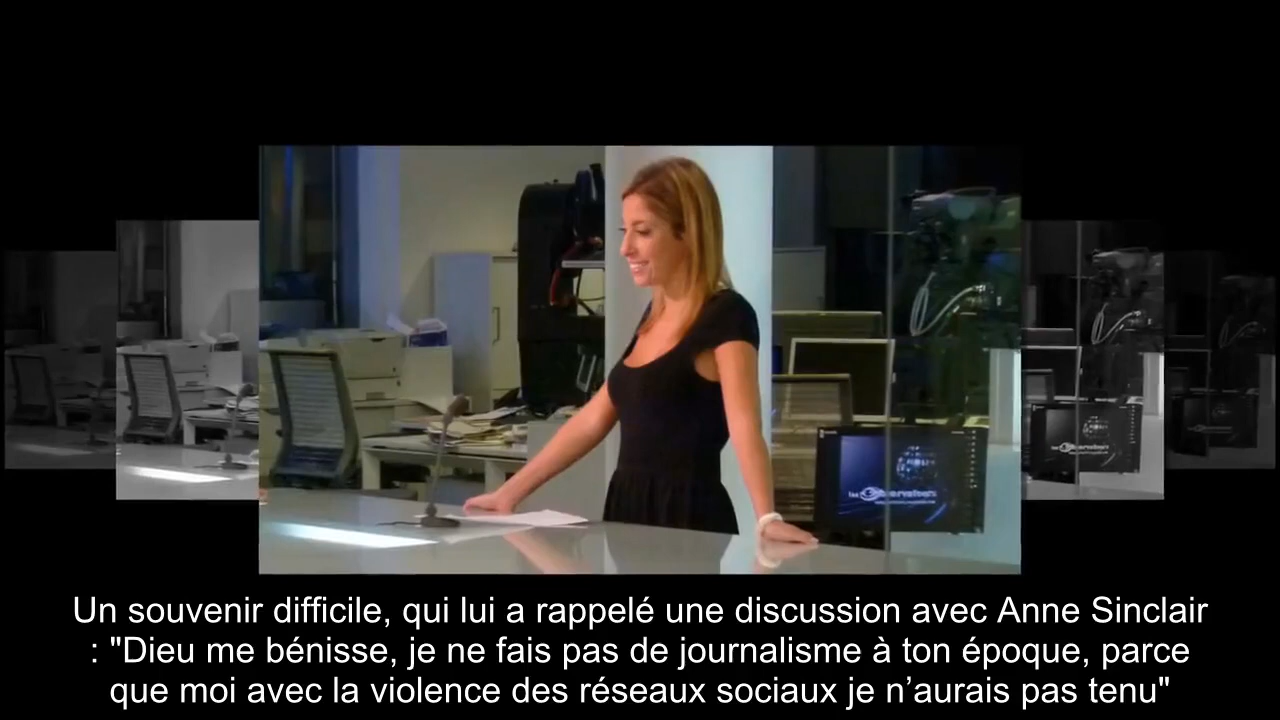 Un souvenir difficile, qui lui a rappelé une discussion avec Anne Sinclair
: "Dieu me bénisse, je ne fais pas de journalisme à ton époque, parce
que moi avec la violence des réseaux sociaux je n’aurais pas tenu"